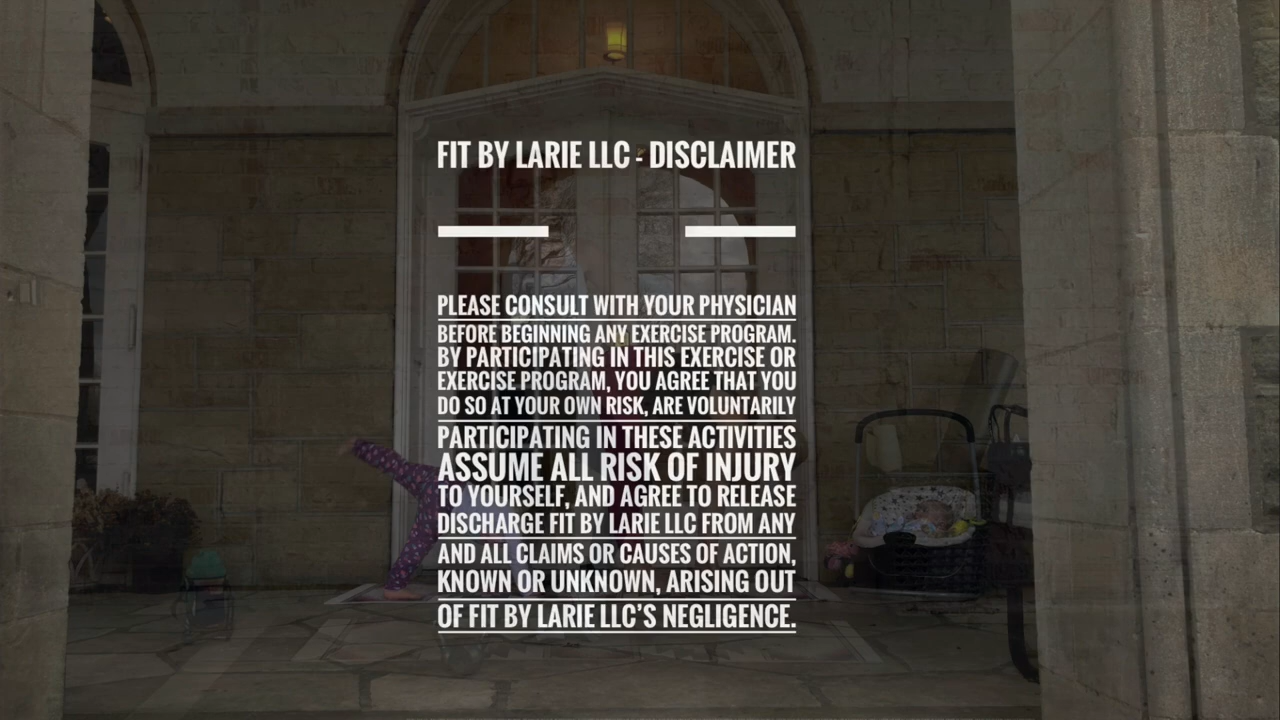 FIT BY LARIE LLC - DISCLAIMER
PLEASE CONSULT WITH YOUR PHYSICIAN
BEFORE BEGINNING ANY EXERCISE PROGRAM.
BY PARTICIPATING IN THIS EXERCISE OR
EXERCISE PROGRAM, YOU AGREE THAT YOU
DO SO AT YOUR OWN RISK, ARE VOLUNTARILY
PARTICIPATING IN THESE ACTIVITIES
ASSUME ALL RISK OF INJURY
TO YOURSELF, AND AGREE TO RELEASE
DISCHARGE FIT BY LARIE LLC FROM ANY
AND ALL CLAIMS OR CAUSES OF ACTION,
KNOWN OR UNKNOWN, ARISING OUT
OF FIT BY LARIE LLC'S NEGLIGENCE.